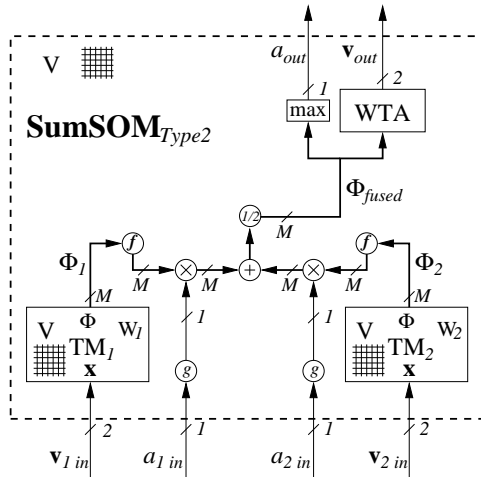 a_out v_out
V 1 2
max WTA
SumSOM_Type2
Φ_fused
1/2 M
Φ_1 f f Φ_2
M × M + M × M
M M
V Φ W_1 1 1 V Φ W_2
TM_1 TM_2
x g g x
2 1 1 2
v_1 in a_1 in a_2 in v_2 in